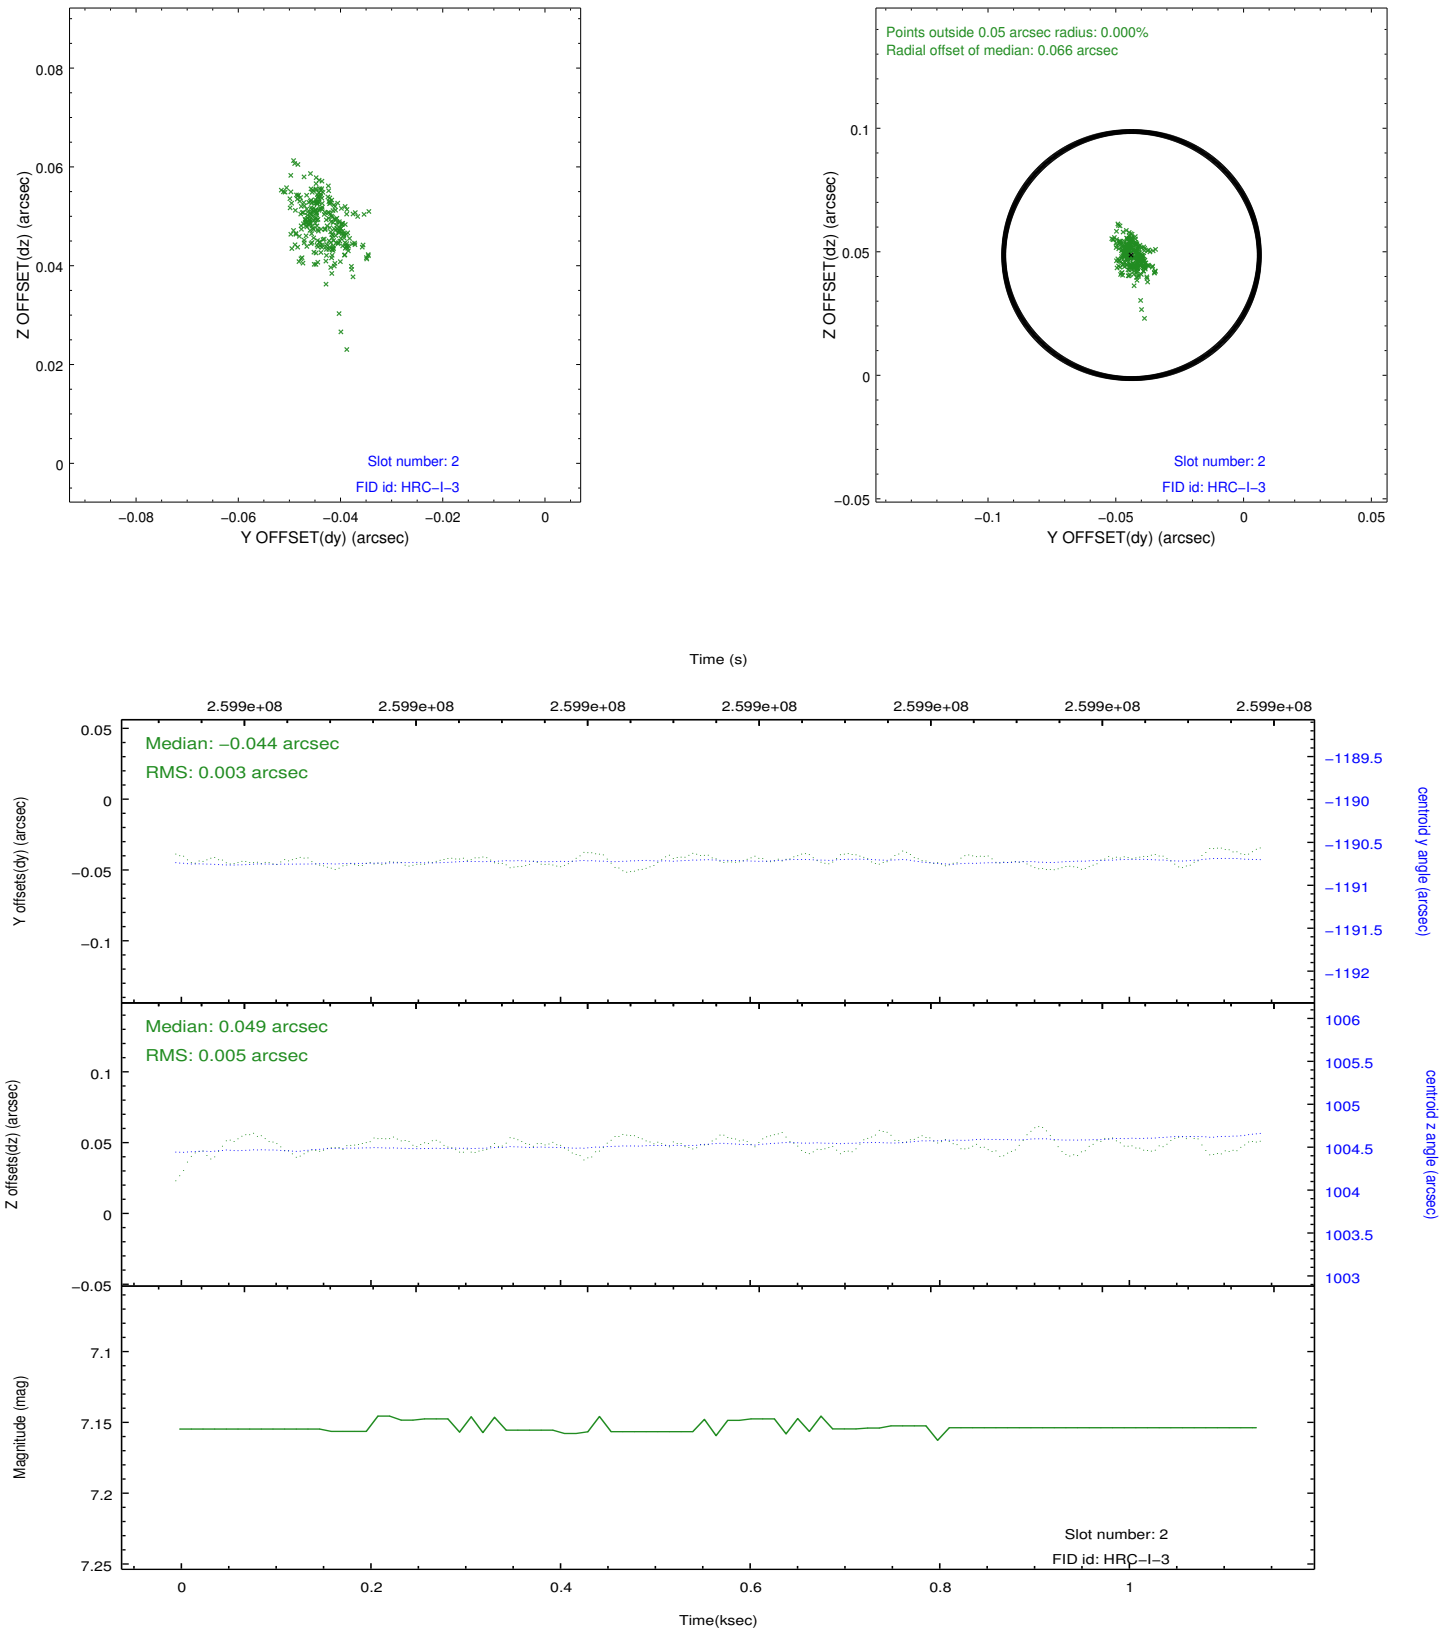 0.08
0.06
0.04
0.02
0
Z OFFSET(dz) (arcsec)
Slot number: 2
FID id: HRC−I−3
−0.08
−0.06
−0.04
−0.02
0
Y OFFSET(dy) (arcsec)
Points outside 0.05 arcsec radius: 0.000%
Radial offset of median: 0.066 arcsec
0.1
0.05
0
−0.05
Z OFFSET(dz) (arcsec)
Slot number: 2
FID id: HRC−I−3
−0.1
−0.05
0
0.05
Y OFFSET(dy) (arcsec)
Time (s)
2.599e+08
2.599e+08
2.599e+08
2.599e+08
2.599e+08
2.599e+08
2.599e+08
Median: −0.044 arcsec
RMS: 0.003 arcsec
0.05
0
−0.05
−0.1
Y offsets(dy) (arcsec)
−1189.5
−1190
−1190.5
−1191
−1191.5
−1192
centroid y angle (arcsec)
Median: 0.049 arcsec
RMS: 0.005 arcsec
0.1
0.05
0
−0.05
Z offsets(dz) (arcsec)
1006
1005.5
1005
1004.5
1004
1003.5
1003
centroid z angle (arcsec)
7.1
7.15
7.2
7.25
Magnitude (mag)
Slot number: 2
FID id: HRC−I−3
0
0.2
0.4
0.6
0.8
1
Time(ksec)